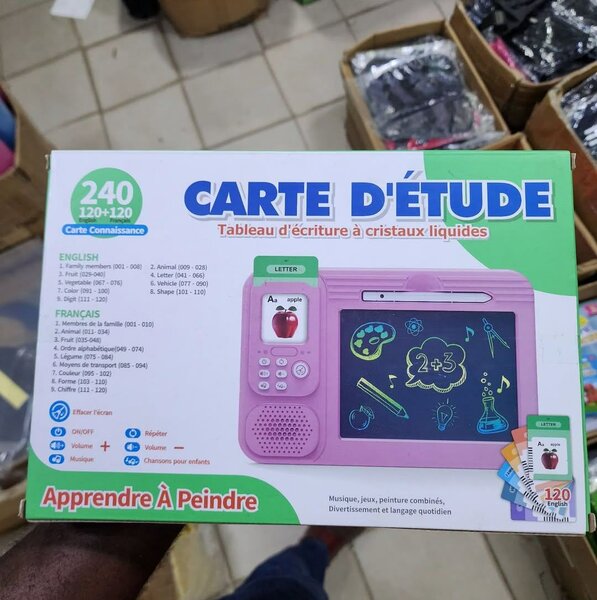 240
120+120
English Français
Carte Connaissance
CARTE D'ÉTUDE
Tableau d'écriture à cristaux liquides
ENGLISH
1. Family members (001 - 008)
2. Animal (009 - 028)
3. Fruit (029-040)
4. Letter (041 - 066)
5. Vegetable (067 - 076)
6. Vehicle (077 - 090)
7. Color (091 - 100)
8. Shape (101 - 110)
9. Digit (111 - 120)
FRANÇAIS
1. Membres de la famille (001 - 010)
2. Animal (011 - 034)
3. Fruit (035-048)
4. Ordre alphabétique(049 - 074)
5. Légume (075 - 084)
6. Moyens de transport (085 - 094)
7. Couleur (095 - 102)
8. Forme (103 - 110)
9. Chiffre (111 - 120)
Effacer l'écran
ON/OFF
Répéter
Volume +
Volume −
Musique
Chansons pour enfants
LETTER
Aa apple
2+3
LETTER
Aa apple
120
English
Apprendre À Peindre
Musique, jeux, peinture combinés,
Divertissement et langage quotidien